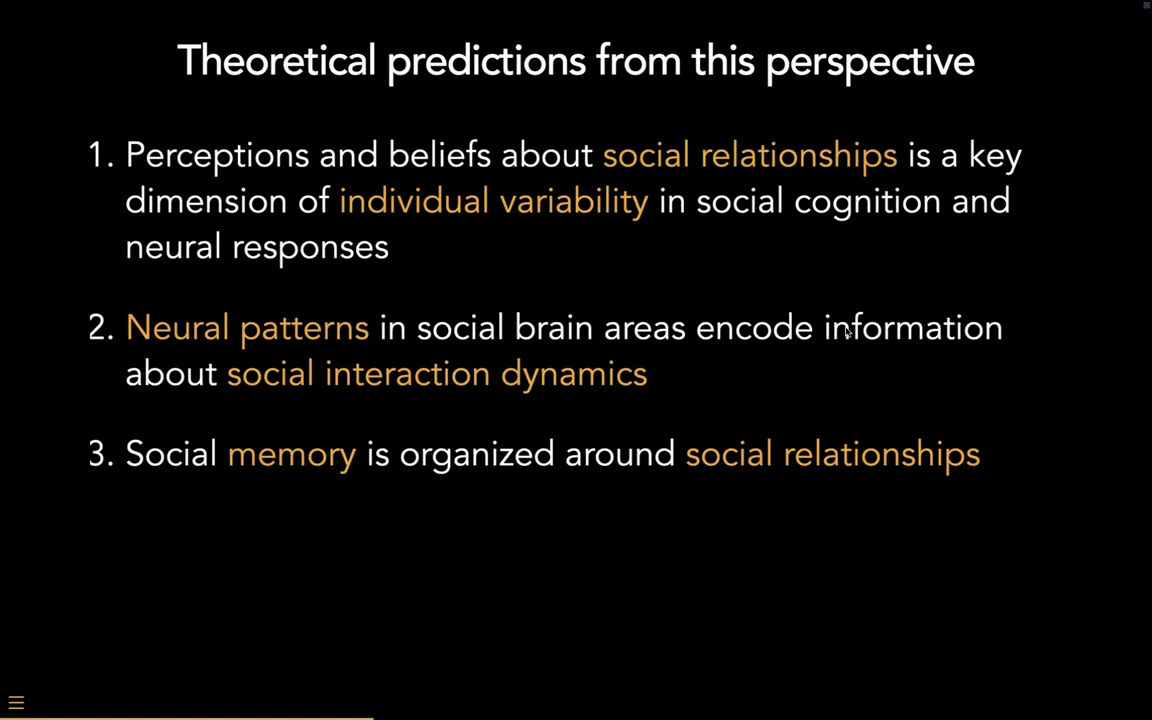 Theoretical predictions from this perspective
1. Perceptions and beliefs about social relationships is a key
dimension of individual variability in social cognition and
neural responses
2. Neural patterns in social brain areas encode information
about social interaction dynamics
3. Social memory is organized around social relationships